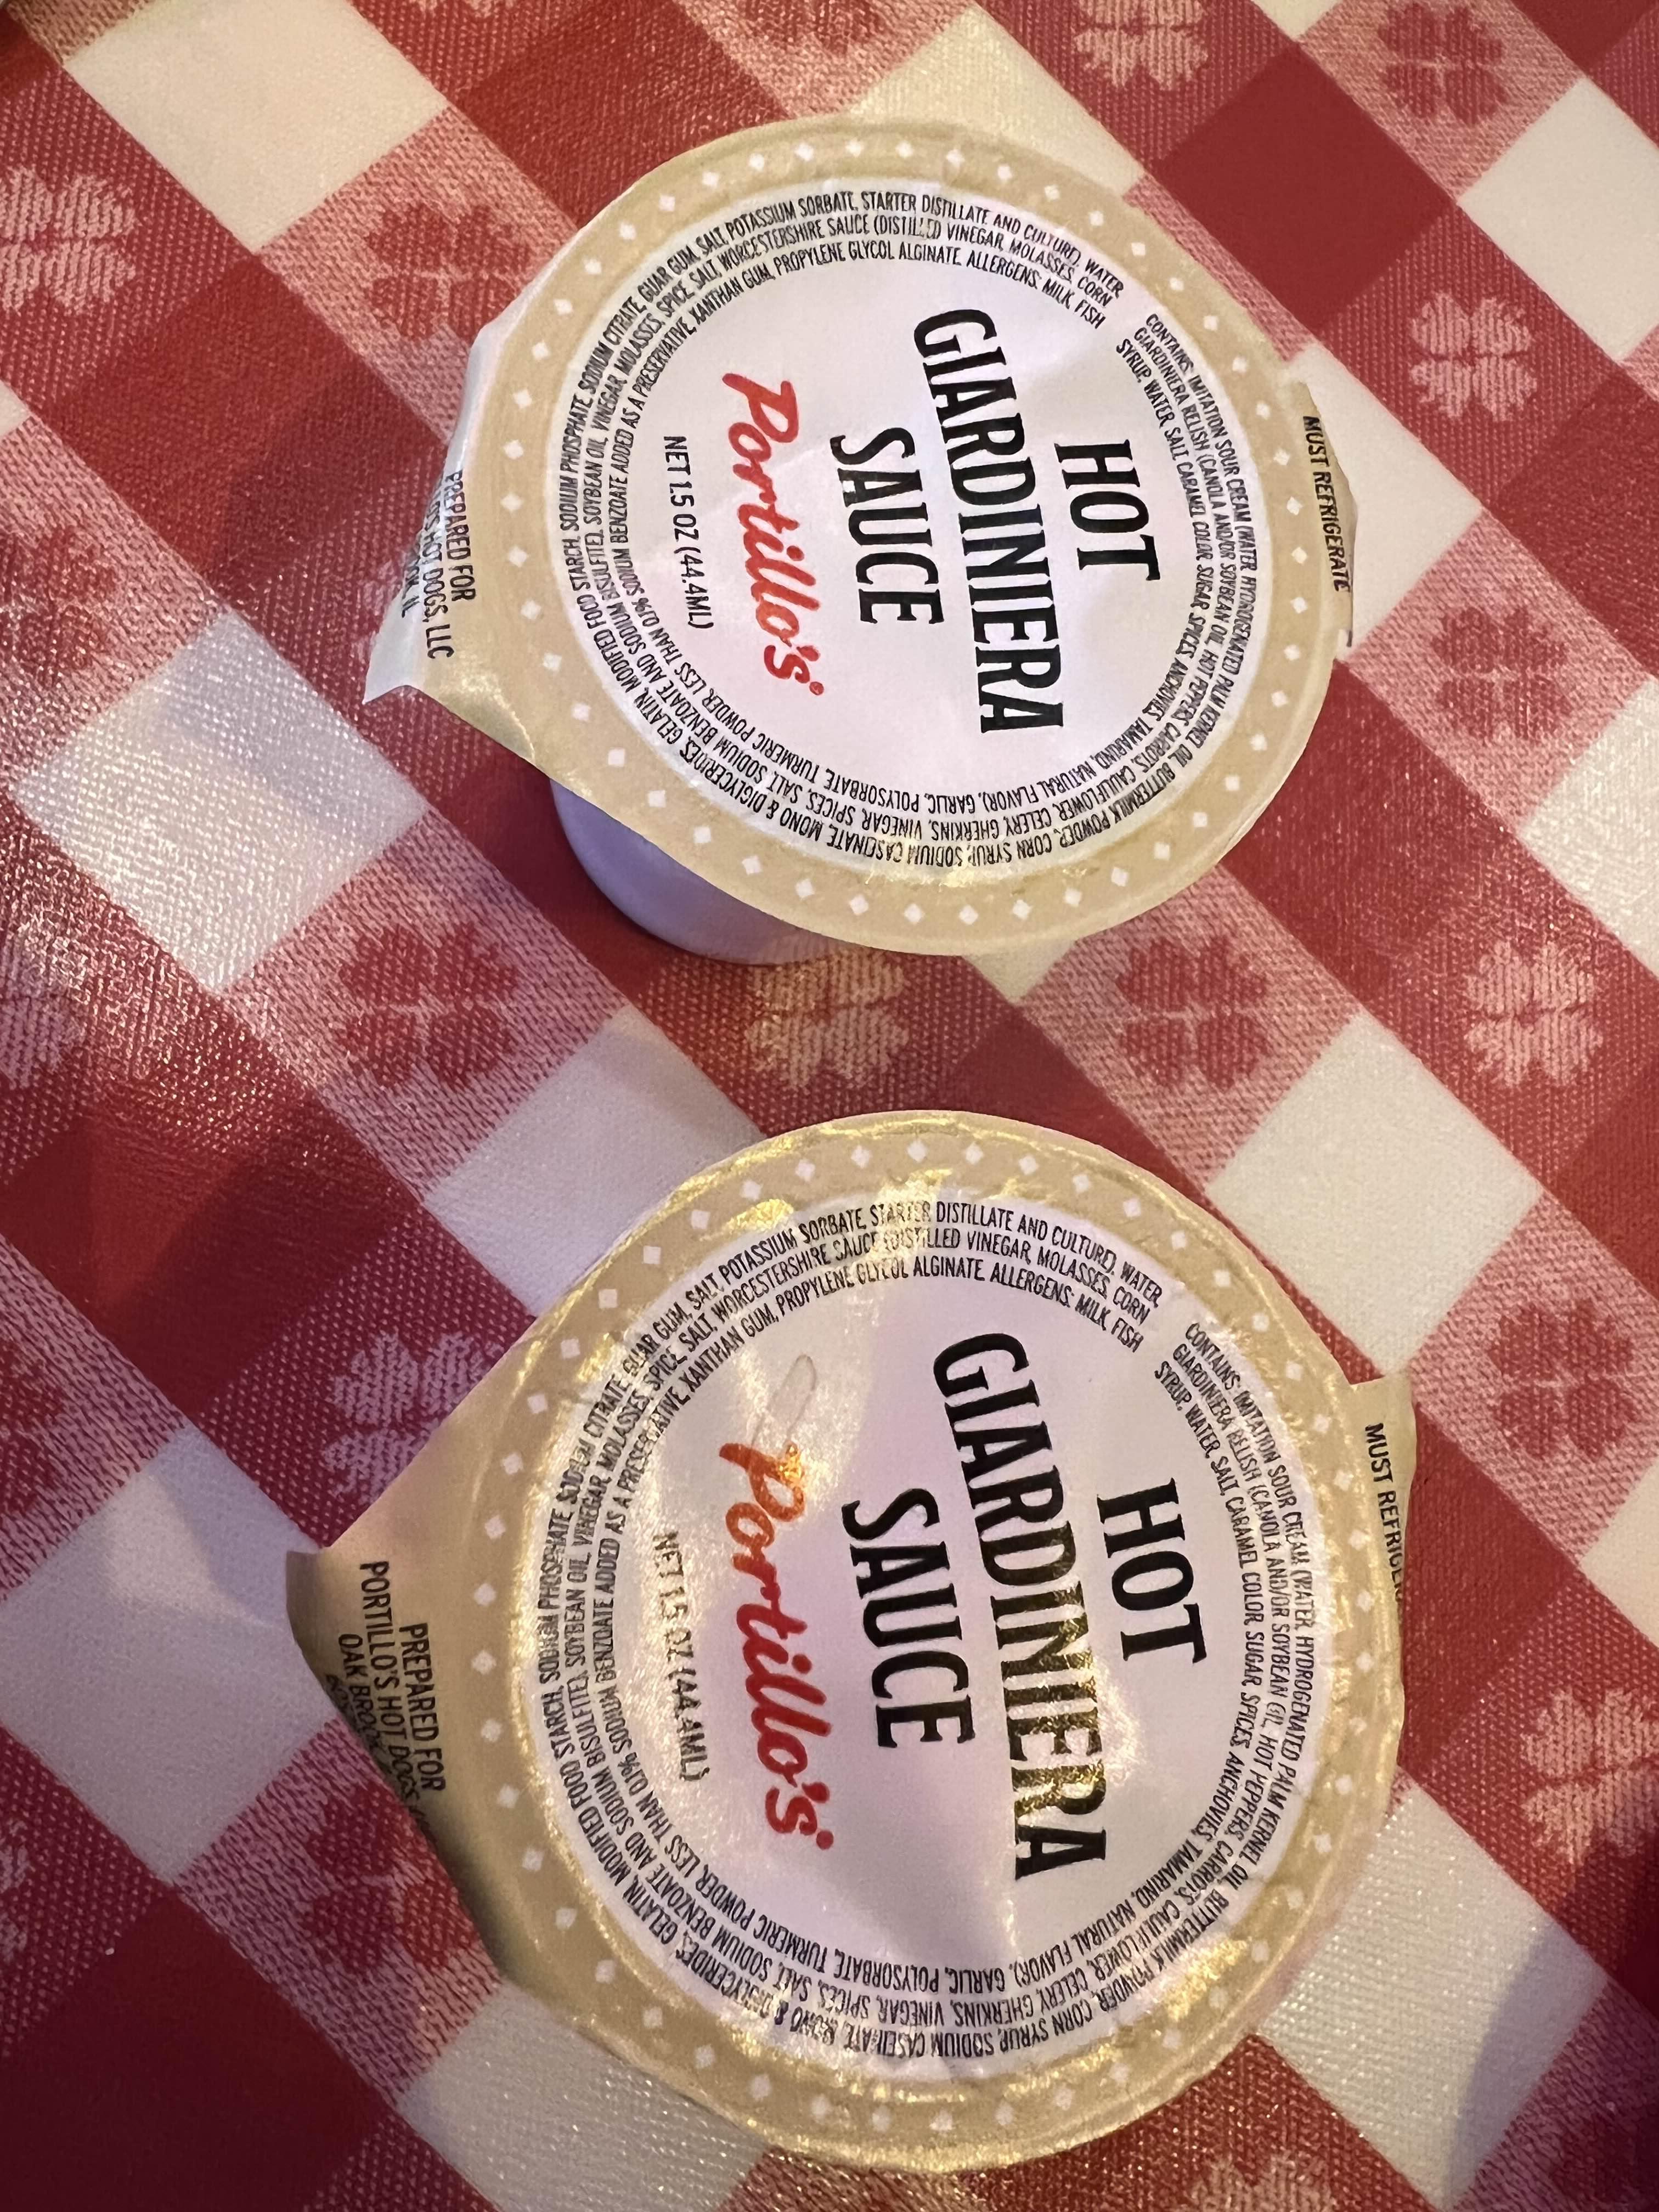 MUST REFRIGERATE
CONTAINS: IMITATION SOUR CREAM (WATER, HYDROGENATED PALM KERNEL OIL, BUTTERMILK POWDER, CORN SYRUP, SODIUM CASEINATE, MONO & DIGLYCERIDES, GELATIN, MODIFIED FOOD STARCH, SODIUM PHOSPHATE, SODIUM CITRATE, GUAR GUM, SALT, POTASSIUM SORBATE, STARTER DISTILLATE AND CULTURE), WATER,
GIARDINIERA RELISH (CANOLA AND/OR SOYBEAN OIL, HOT PEPPERS, CARROTS, CAULIFLOWER, CELERY, GHERKINS, VINEGAR, SPICES, SALT, SODIUM BENZOATE AND SODIUM BISULFITE), SOYBEAN OIL, VINEGAR, MOLASSES, SPICE, SALT, WORCESTERSHIRE SAUCE (DISTILLED VINEGAR, MOLASSES, CORN
SYRUP, WATER, SALT, CARAMEL COLOR, SUGAR, SPICES, ANCHOVIES, TAMARIND, NATURAL FLAVOR), GARLIC, POLYSORBATE, TURMERIC POWDER, LESS THAN 0.1% SODIUM BENZOATE ADDED AS A PRESERVATIVE, XANTHAN GUM, PROPYLENE GLYCOL ALGINATE. ALLERGENS: MILK, FISH
HOT
GIARDINIERA
SAUCE
Portillo's
NET 1.5 OZ (44.4ML)
PREPARED FOR
HOT DOGS, LLC
IL
MUST
CONTAINS: IMITATION SOUR CREAM (WATER, HYDROGENATED PALM KERNEL OIL, BUTTERMILK POWDER, CORN SYRUP, SODIUM CASEINATE, MONO & DIGLYCERIDES, GELATIN, MODIFIED FOOD STARCH, SODIUM PHOSPHATE, SODIUM CITRATE, GUAR GUM, SALT, POTASSIUM SORBATE, STARTER DISTILLATE AND CULTURE), WATER,
GIARDINIERA RELISH (CANOLA AND/OR SOYBEAN OIL, HOT PEPPERS, CARROTS, CAULIFLOWER, CELERY, GHERKINS, VINEGAR, SPICES, SALT, SODIUM BENZOATE AND SODIUM BISULFITE), SOYBEAN OIL, VINEGAR, MOLASSES, SPICE, SALT, WORCESTERSHIRE SAUCE (DISTILLED VINEGAR, MOLASSES, CORN
SYRUP, WATER, SALT, CARAMEL COLOR, SUGAR, SPICES, ANCHOVIES, TAMARIND, NATURAL FLAVOR), GARLIC, POLYSORBATE, TURMERIC POWDER, LESS THAN 0.1% SODIUM BENZOATE ADDED AS A PRESERVATIVE, XANTHAN GUM, PROPYLENE GLYCOL ALGINATE. ALLERGENS: MILK, FISH
HOT
GIARDINIERA
SAUCE
Portillo's
NET 1.5 OZ (44.4ML)
PREPARED FOR
PORTILLO'S HOT DOGS
OAK BROOK